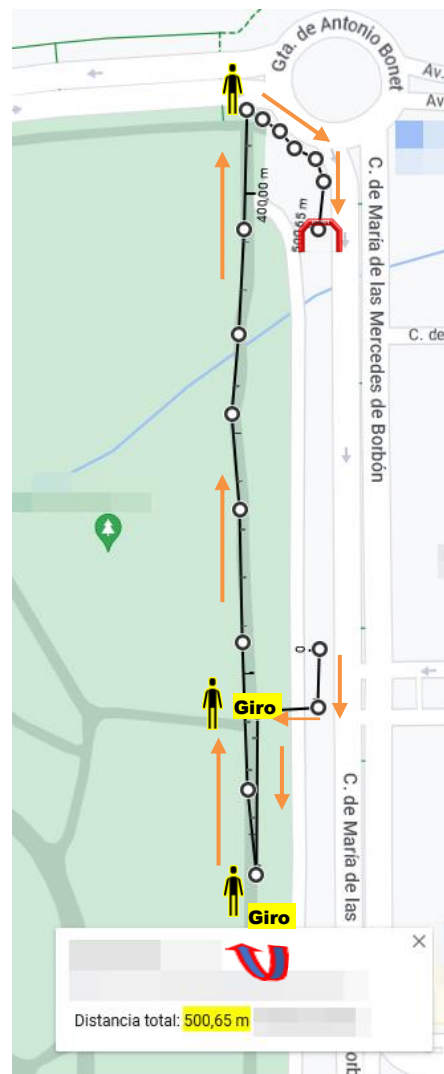 Gta. de Antonio Bonet
Av.
Av
400,00 m
500,65 m
C. de María de las Mercedes de Borbón
C. de
0
Giro
C. de María de las
Giro
Distancia total: 500,65 m
orb